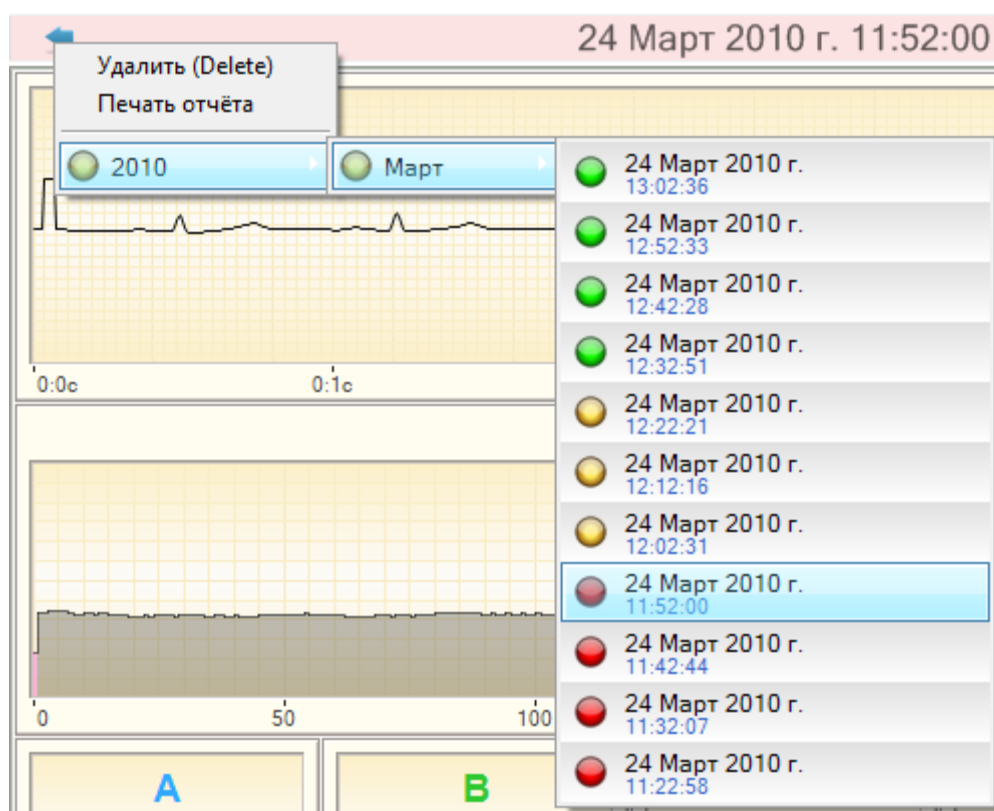 24 Март 2010 г. 11:52:00
Удалить (Delete)
Печать отчёта
2010
Март
24 Март 2010 г.
13:02:36
24 Март 2010 г.
12:52:33
24 Март 2010 г.
12:42:28
24 Март 2010 г.
12:32:51
24 Март 2010 г.
12:22:21
24 Март 2010 г.
12:12:16
24 Март 2010 г.
12:02:31
24 Март 2010 г.
11:52:00
24 Март 2010 г.
11:42:44
24 Март 2010 г.
11:32:07
24 Март 2010 г.
11:22:58
0:0с
0:1с
0
50
100
A
B